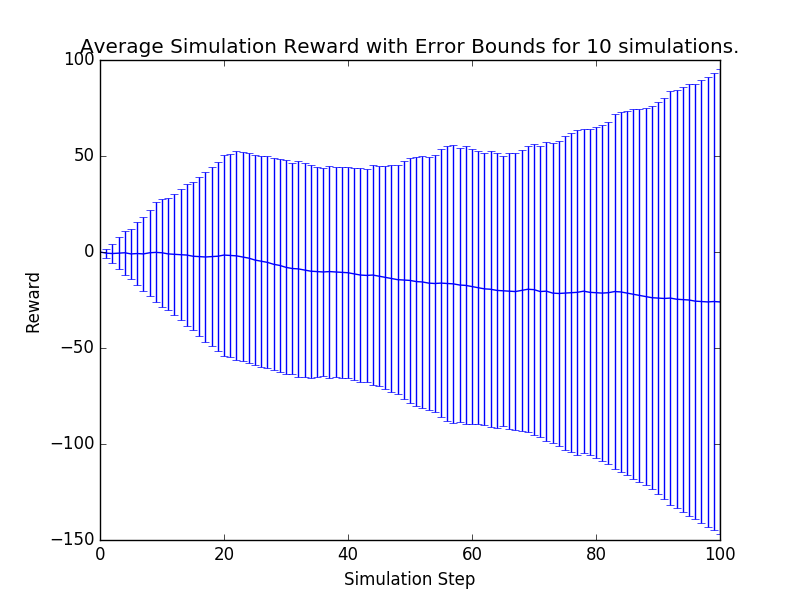 Average Simulation Reward with Error Bounds for 10 simulations.
100
50
0
−50
−100
−150
Reward
0 20 40 60 80 100
Simulation Step